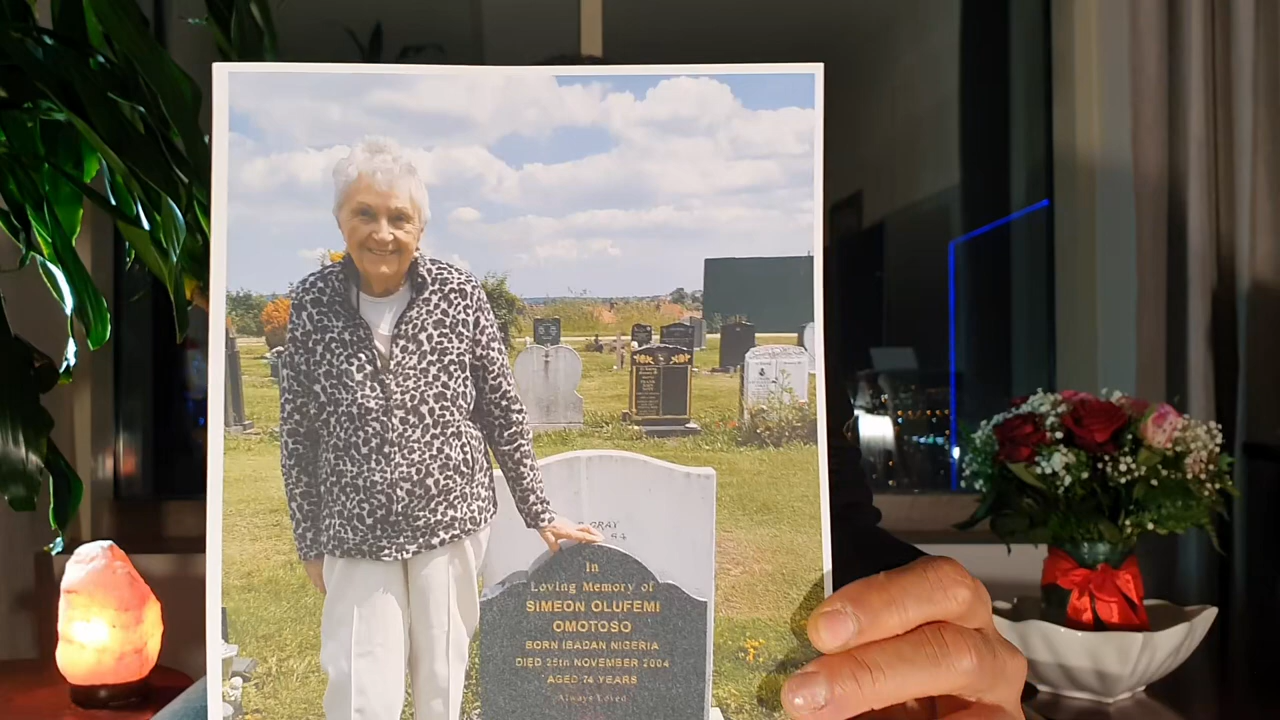 GRAY
In
Loving Memory of
SIMEON OLUFEMI
OMOTOSO
BORN IBADAN NIGERIA
DIED 25th NOVEMBER 2004
AGED 74 YEARS
Always Loved